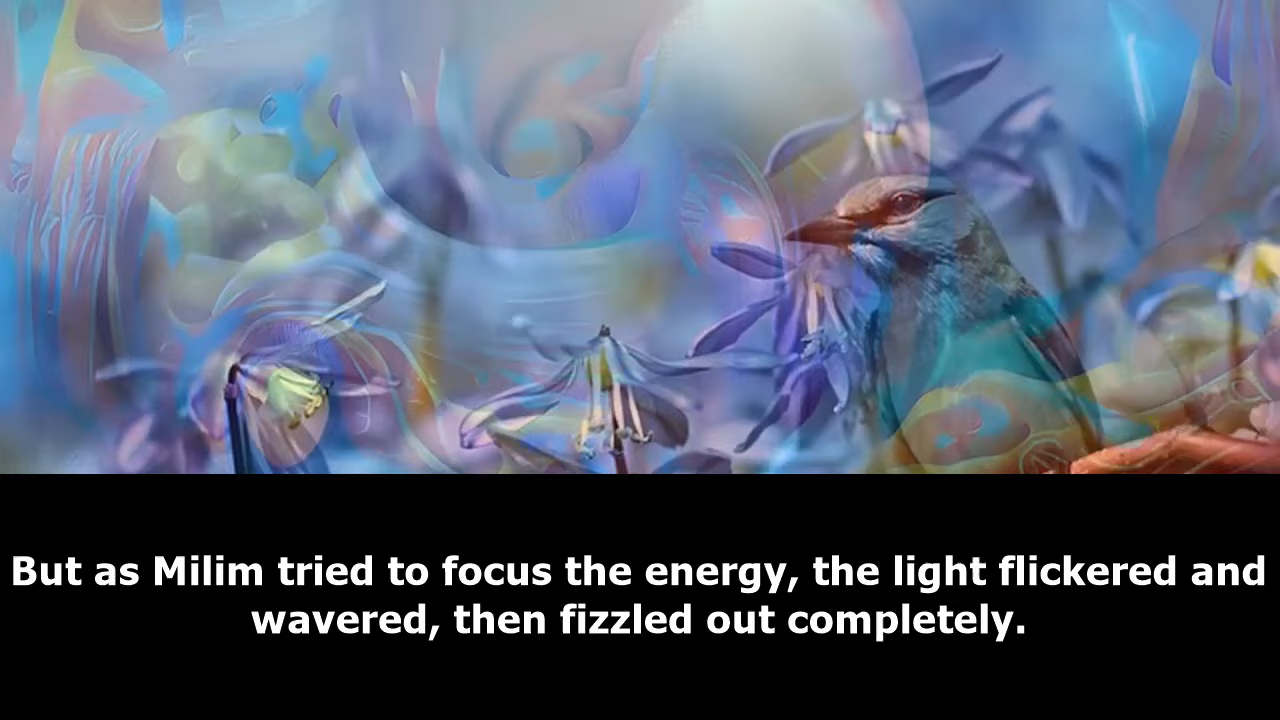 But as Milim tried to focus the energy, the light flickered and
wavered, then fizzled out completely.